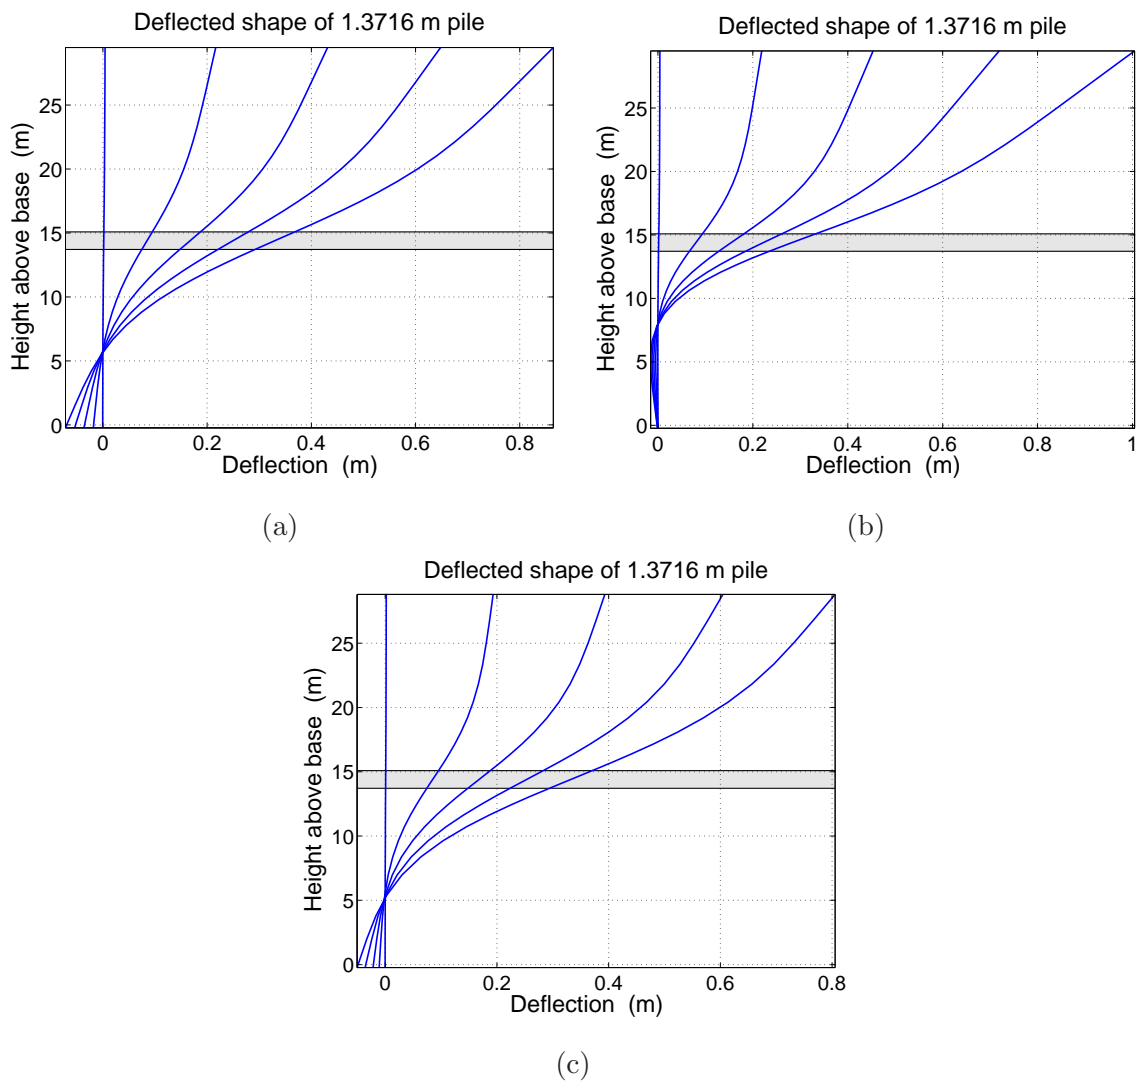 Deflected shape of 1.3716 m pile
Height above base (m)
25
20
15
10
5
0
0 0.2 0.4 0.6 0.8
Deflection (m)
(a)
Deflected shape of 1.3716 m pile
Height above base (m)
25
20
15
10
5
0
0 0.2 0.4 0.6 0.8 1
Deflection (m)
(b)
Deflected shape of 1.3716 m pile
Height above base (m)
25
20
15
10
5
0
0 0.2 0.4 0.6 0.8
Deflection (m)
(c)